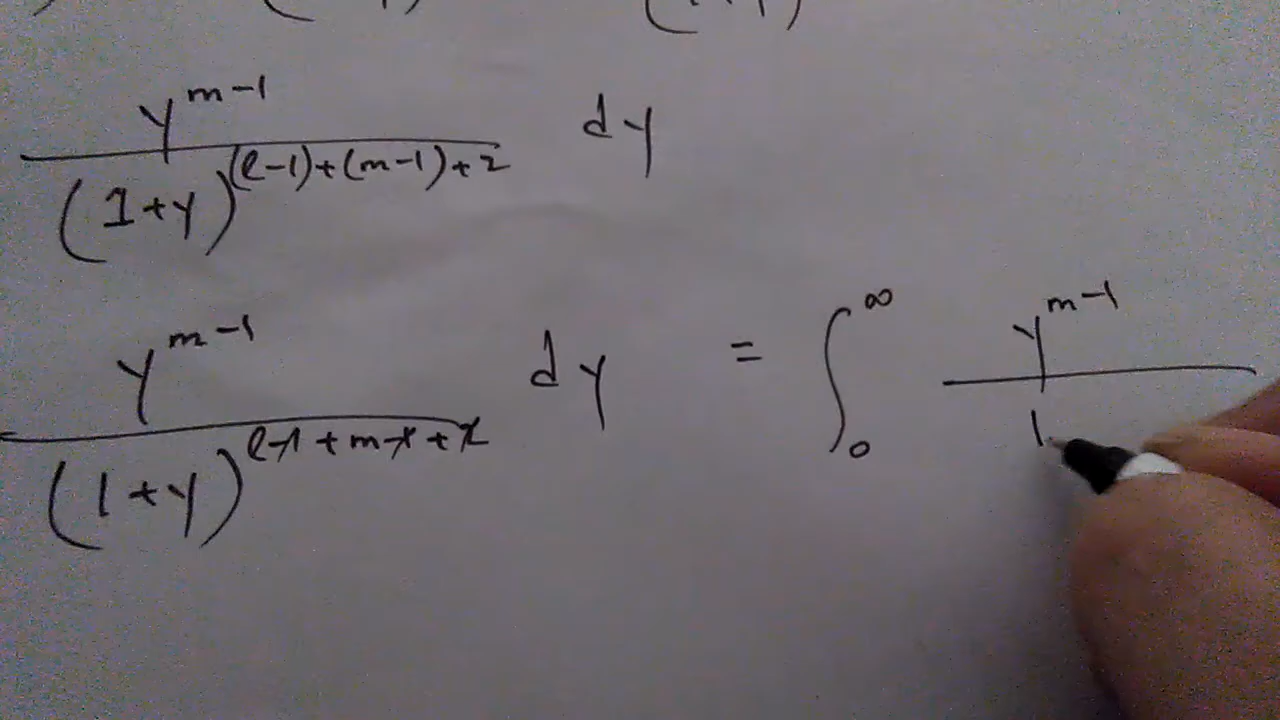 y^{m-1} / (1+y)^{(l-1)+(m-1)+2} dy
y^{m-1} / (1+y)^{l-1+m-1+2} dy = ∫_0^∞ y^{m-1} / 1